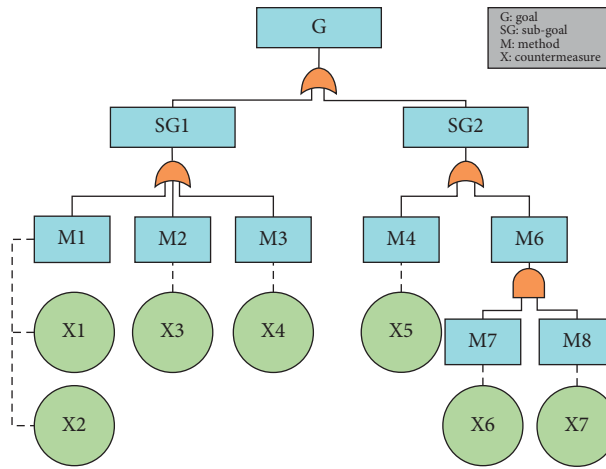 G
G: goal
SG: sub-goal
M: method
X: countermeasure
SG1
SG2
M1
M2
M3
M4
M6
X1
X3
X4
X5
M7
M8
X2
X6
X7